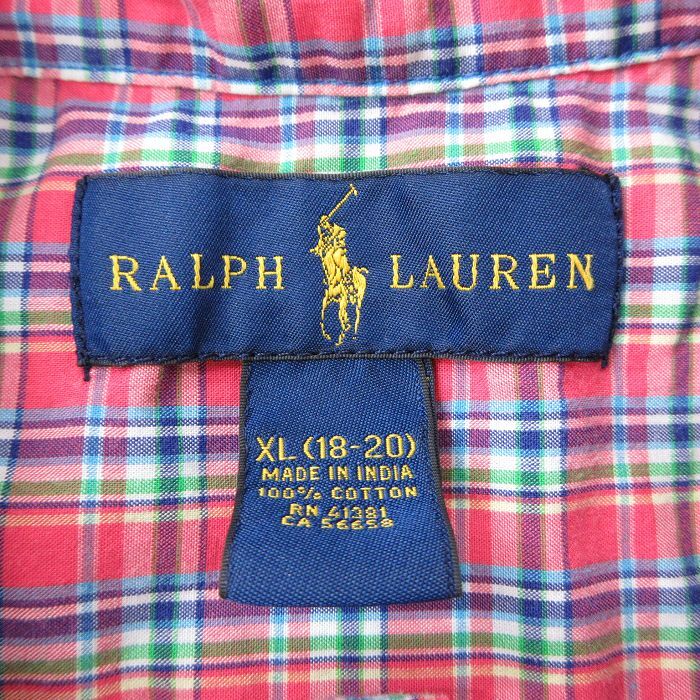 RALPH LAUREN
XL (18-20)
MADE IN INDIA
100% COTTON
RN 41381
CA 56658